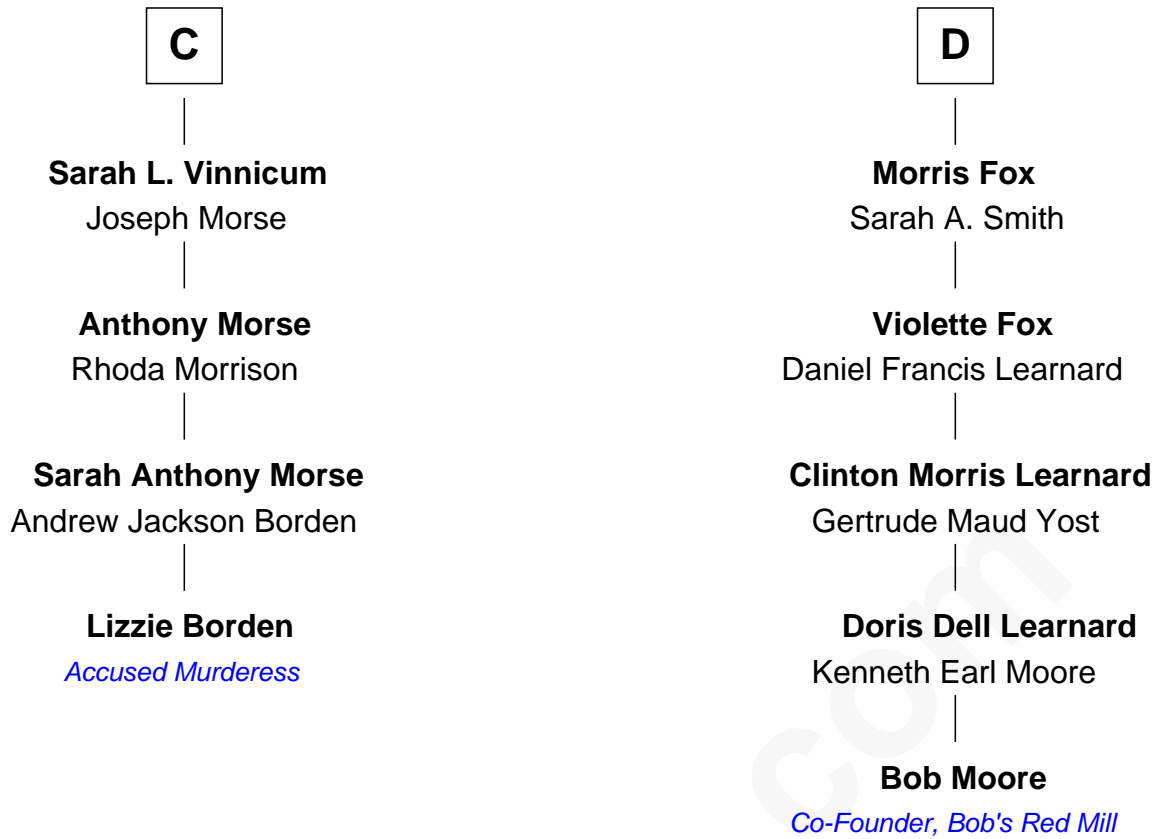 C
Sarah L. Vinnicum
Joseph Morse
Anthony Morse
Rhoda Morrison
Sarah Anthony Morse
Andrew Jackson Borden
Lizzie Borden
Accused Murderess
D
Morris Fox
Sarah A. Smith
Violette Fox
Daniel Francis Learnard
Clinton Morris Learnard
Gertrude Maud Yost
Doris Dell Learnard
Kenneth Earl Moore
Bob Moore
Co-Founder, Bob's Red Mill
com